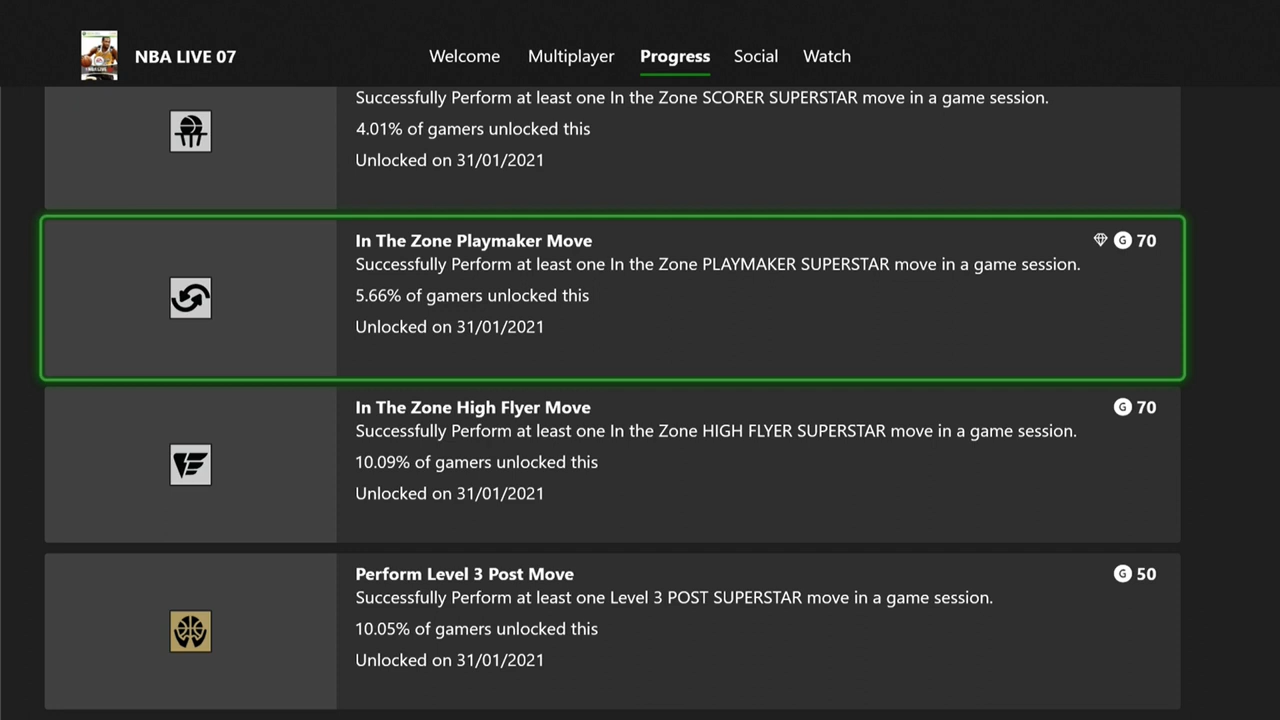 NBA LIVE 07
Welcome
Multiplayer
Progress
Social
Watch
Successfully Perform at least one In the Zone SCORER SUPERSTAR move in a game session.
4.01% of gamers unlocked this
Unlocked on 31/01/2021
In The Zone Playmaker Move
G 70
Successfully Perform at least one In the Zone PLAYMAKER SUPERSTAR move in a game session.
5.66% of gamers unlocked this
Unlocked on 31/01/2021
In The Zone High Flyer Move
G 70
Successfully Perform at least one In the Zone HIGH FLYER SUPERSTAR move in a game session.
10.09% of gamers unlocked this
Unlocked on 31/01/2021
Perform Level 3 Post Move
G 50
Successfully Perform at least one Level 3 POST SUPERSTAR move in a game session.
10.05% of gamers unlocked this
Unlocked on 31/01/2021